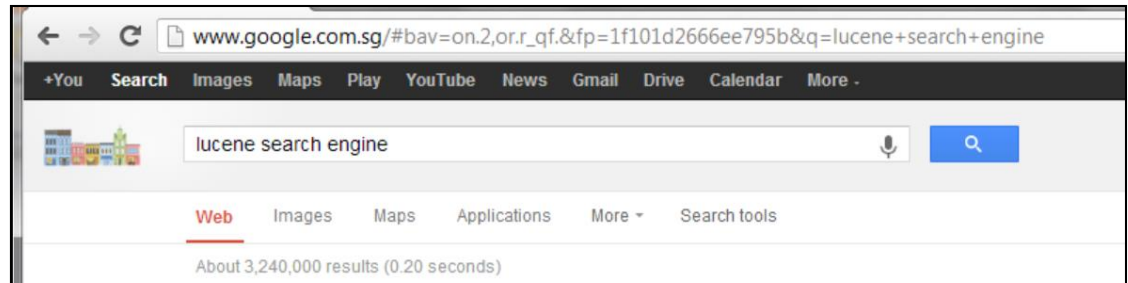 www.google.com.sg/#bav=on.2,or.r_qf.&fp=1f101d2666ee795b&q=lucene+search+engine
+You Search Images Maps Play YouTube News Gmail Drive Calendar More
lucene search engine
Web Images Maps Applications More Search tools
About 3,240,000 results (0.20 seconds)